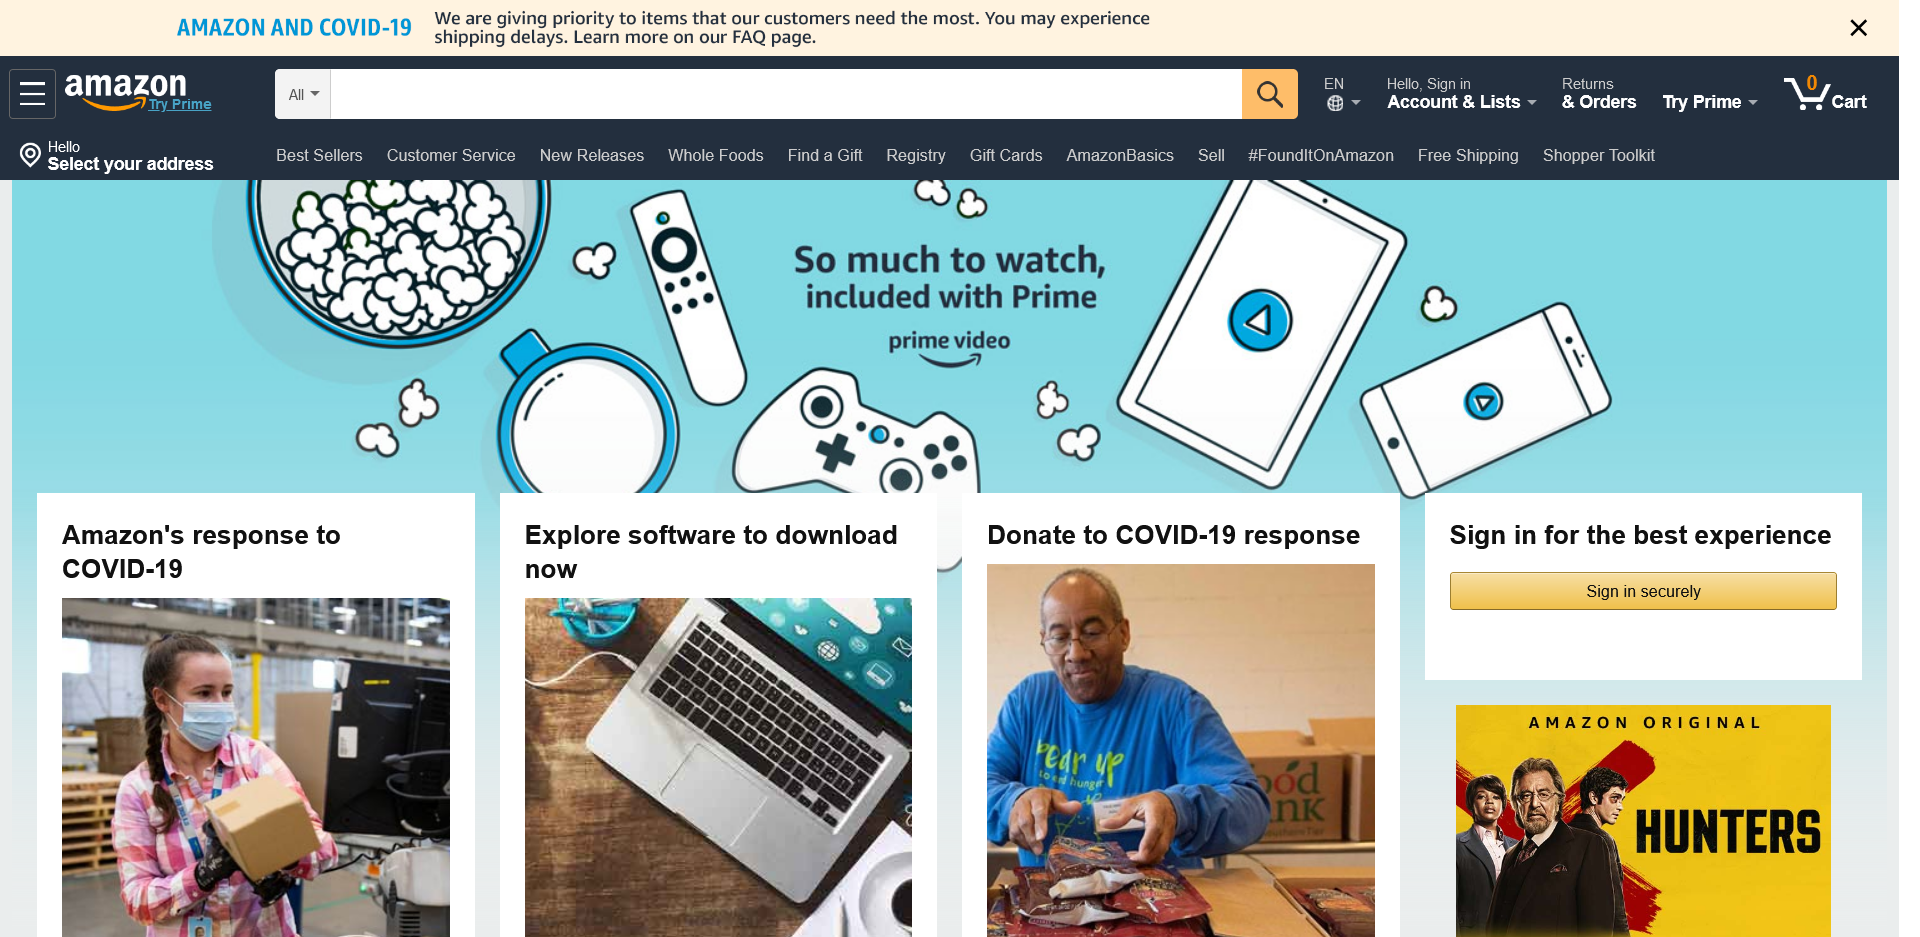 AMAZON AND COVID-19
We are giving priority to items that our customers need the most. You may experience
shipping delays. Learn more on our FAQ page.
amazon
Try Prime
All
EN
Hello, Sign in
Account & Lists
Returns
& Orders
Try Prime
0
Cart
Hello
Select your address
Best Sellers
Customer Service
New Releases
Whole Foods
Find a Gift
Registry
Gift Cards
AmazonBasics
Sell
#FoundItOnAmazon
Free Shipping
Shopper Toolkit
So much to watch,
included with Prime
prime video
Amazon's response to
COVID-19
Explore software to download
now
Donate to COVID-19 response
Sign in for the best experience
Sign in securely
AMAZON ORIGINAL
HUNTERS